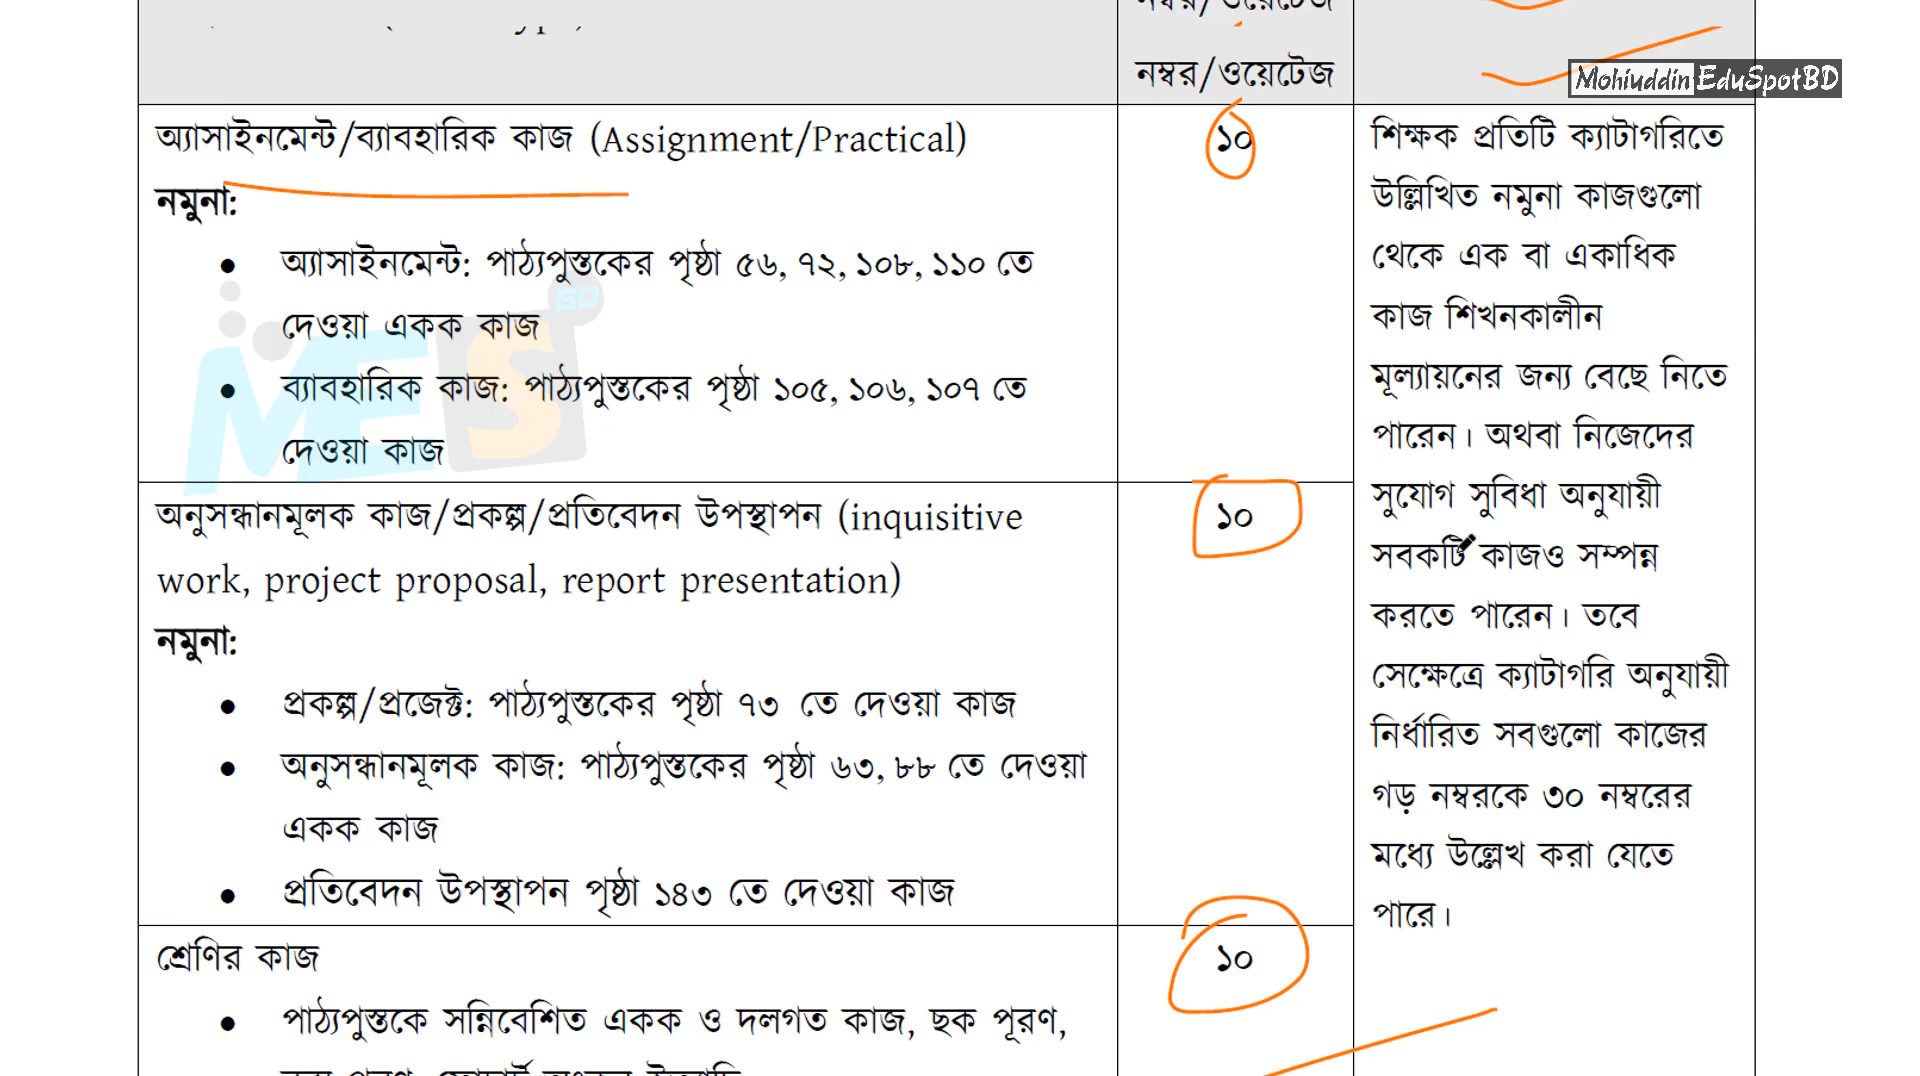 নম্বর/ওয়েটেজ
নম্বর/ওয়েটেজ
Mohiuddin EduSpotBD
অ্যাসাইনমেন্ট/ব্যাবহারিক কাজ (Assignment/Practical)
নমুনা:
● অ্যাসাইনমেন্ট: পাঠ্যপুস্তকের পৃষ্ঠা ৫৬, ৭২, ১০৮, ১১০ তে
দেওয়া একক কাজ
● ব্যাবহারিক কাজ: পাঠ্যপুস্তকের পৃষ্ঠা ১০৫, ১০৬, ১০৭ তে
দেওয়া কাজ
১০
MES BD
অনুসন্ধানমূলক কাজ/প্রকল্প/প্রতিবেদন উপস্থাপন (inquisitive
work, project proposal, report presentation)
নমুনা:
● প্রকল্প/প্রজেক্ট: পাঠ্যপুস্তকের পৃষ্ঠা ৭৩ তে দেওয়া কাজ
● অনুসন্ধানমূলক কাজ: পাঠ্যপুস্তকের পৃষ্ঠা ৬৩, ৮৮ তে দেওয়া
একক কাজ
● প্রতিবেদন উপস্থাপন পৃষ্ঠা ১৪৩ তে দেওয়া কাজ
১০
শ্রেণির কাজ
● পাঠ্যপুস্তকে সন্নিবেশিত একক ও দলগত কাজ, ছক পূরণ,
১০
শিক্ষক প্রতিটি ক্যাটাগরিতে
উল্লিখিত নমুনা কাজগুলো
থেকে এক বা একাধিক
কাজ শিখনকালীন
মূল্যায়নের জন্য বেছে নিতে
পারেন। অথবা নিজেদের
সুযোগ সুবিধা অনুযায়ী
সবকটি কাজও সম্পন্ন
করতে পারেন। তবে
সেক্ষেত্রে ক্যাটাগরি অনুযায়ী
নির্ধারিত সবগুলো কাজের
গড় নম্বরকে ৩০ নম্বরের
মধ্যে উল্লেখ করা যেতে
পারে।